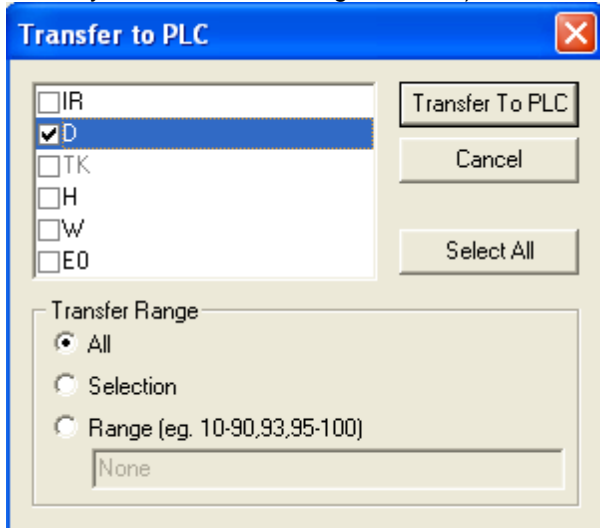 Transfer to PLC
IR
D
TK
H
W
E0
Transfer To PLC
Cancel
Select All
Transfer Range
All
Selection
Range (eg. 10-90,93,95-100)
None